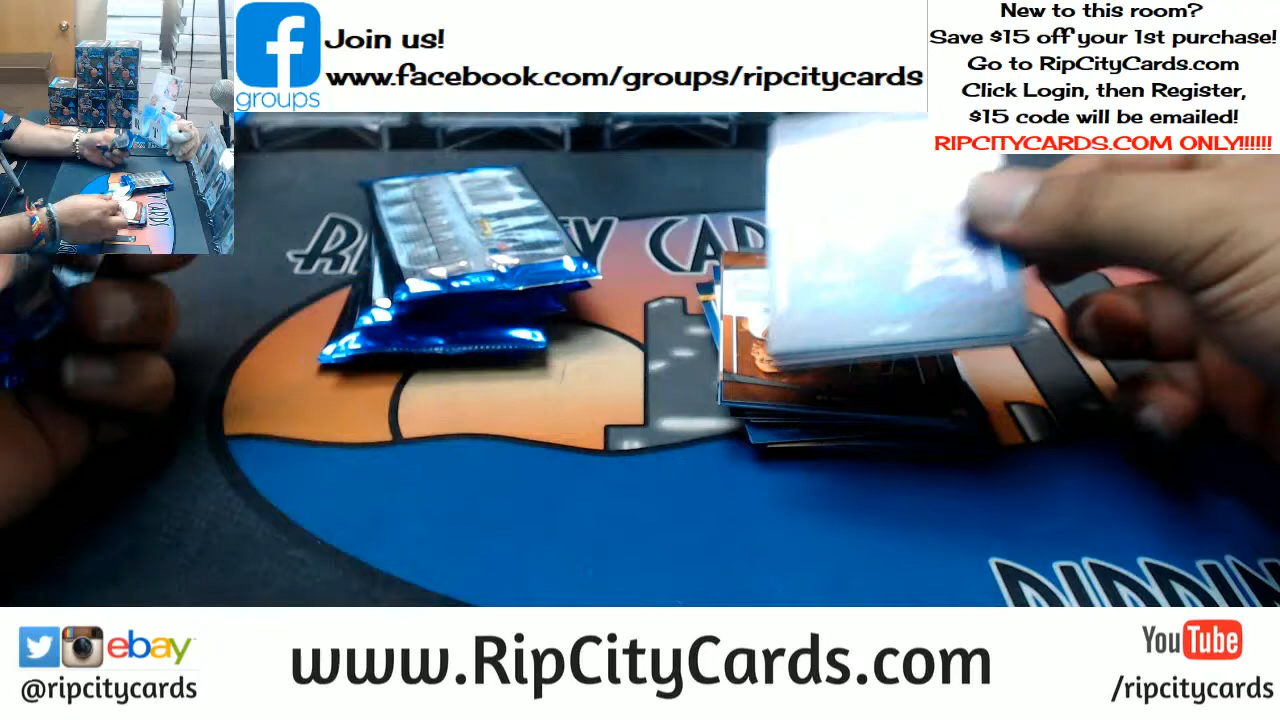 f
groups
Join us!
www.facebook.com/groups/ripcitycards
New to this room?
Save $15 off your 1st purchase!
Go to RipCityCards.com
Click Login, then Register,
$15 code will be emailed!
RIPCITYCARDS.COM ONLY!!!!!!
ebay
@ripcitycards
www.RipCityCards.com
YouTube
/ripcitycards